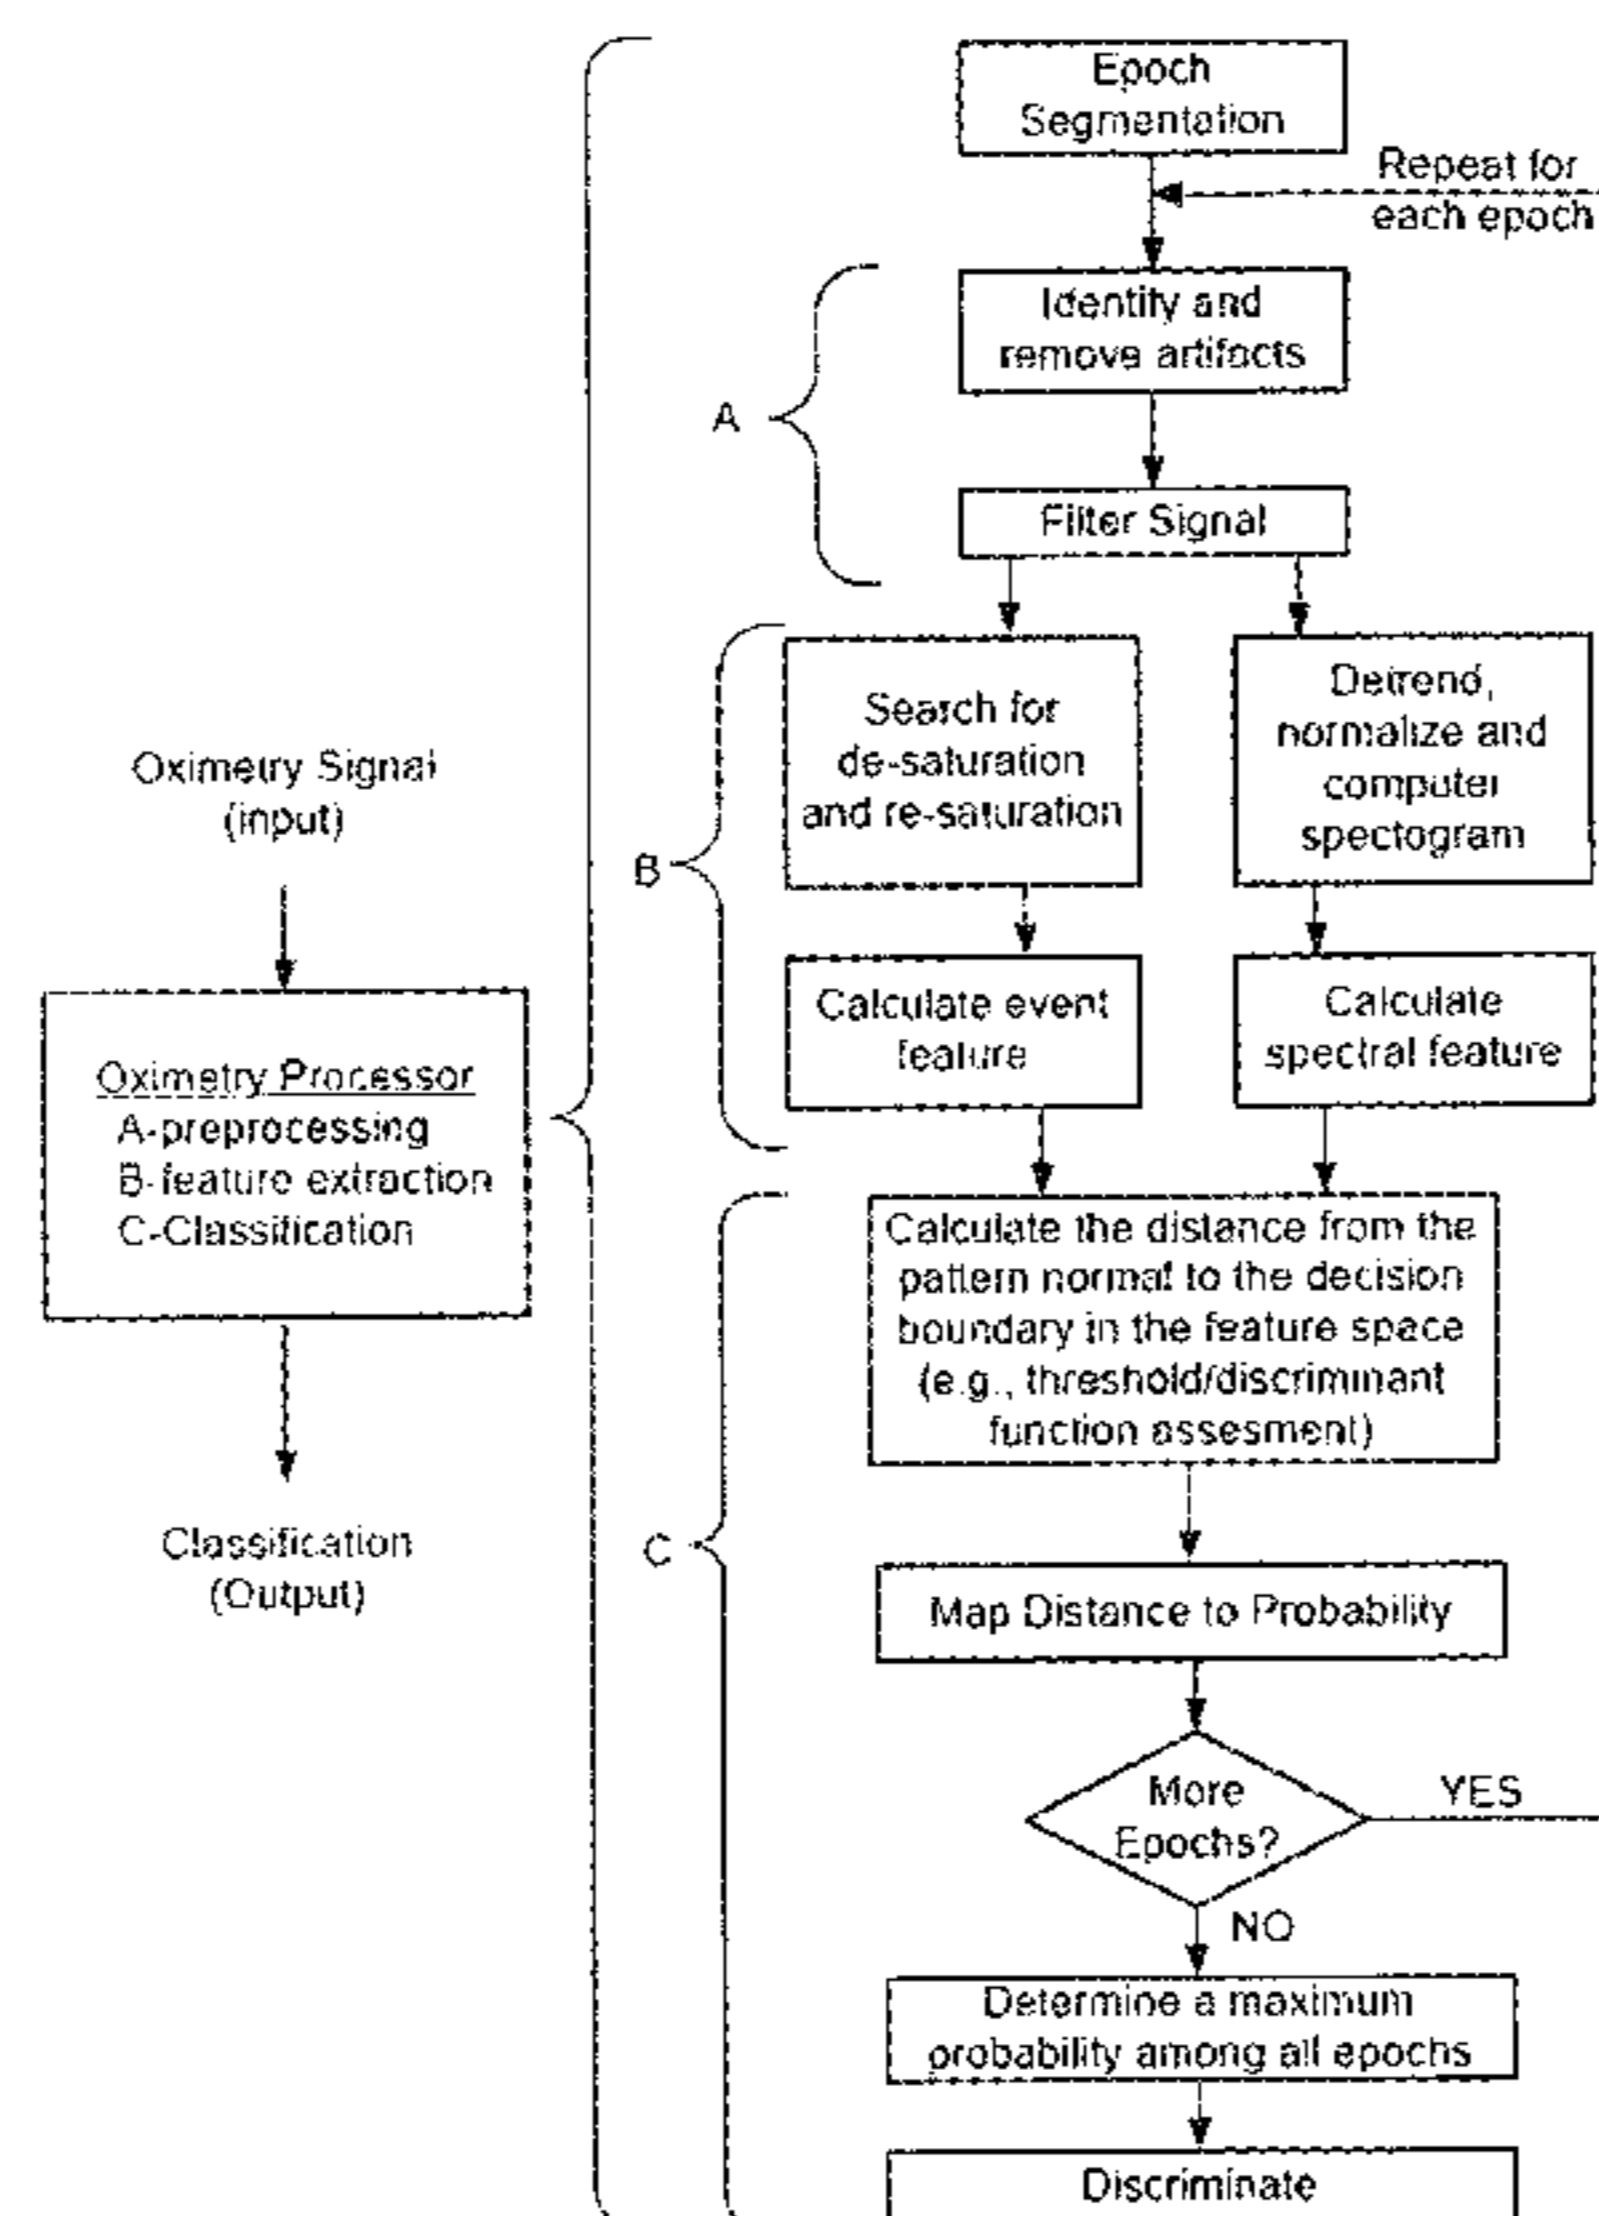 Epoch
Segmentation
Repeat for
each epoch
Identify and
remove artifacts
A
Filter Signal
Search for
de-saturation
and re-saturation
Detrend,
normalize and
computer
spectogram
B
Calculate event
feature
Calculate
spectral feature
Oximetry Signal
(input)
Oximetry Processor
A-preprocessing
B-feature extraction
C-Classification
Classification
(Output)
Calculate the distance from the
pattern normal to the decision
boundary in the feature space
(e.g., threshold/discriminant
function assesment)
C
Map Distance to Probability
More
Epochs?
YES
NO
Determine a maximum
probability among all epochs
Discriminate